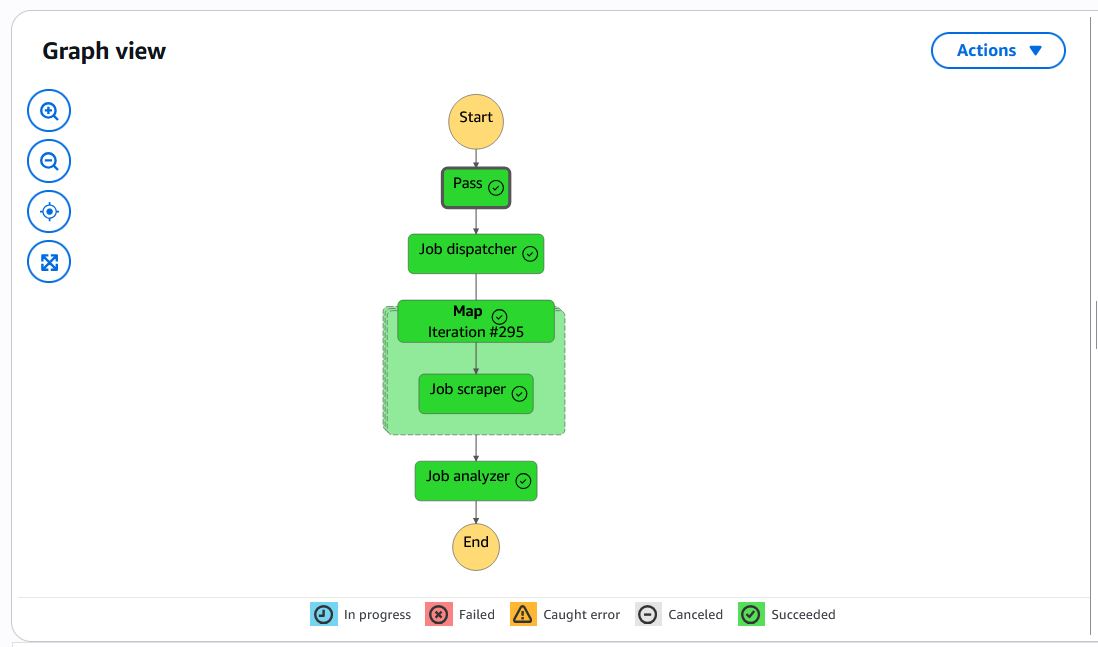 Graph view
Actions
Start
Pass
Job dispatcher
Map
Iteration #295
Job scraper
Job analyzer
End
In progress
Failed
Caught error
Canceled
Succeeded